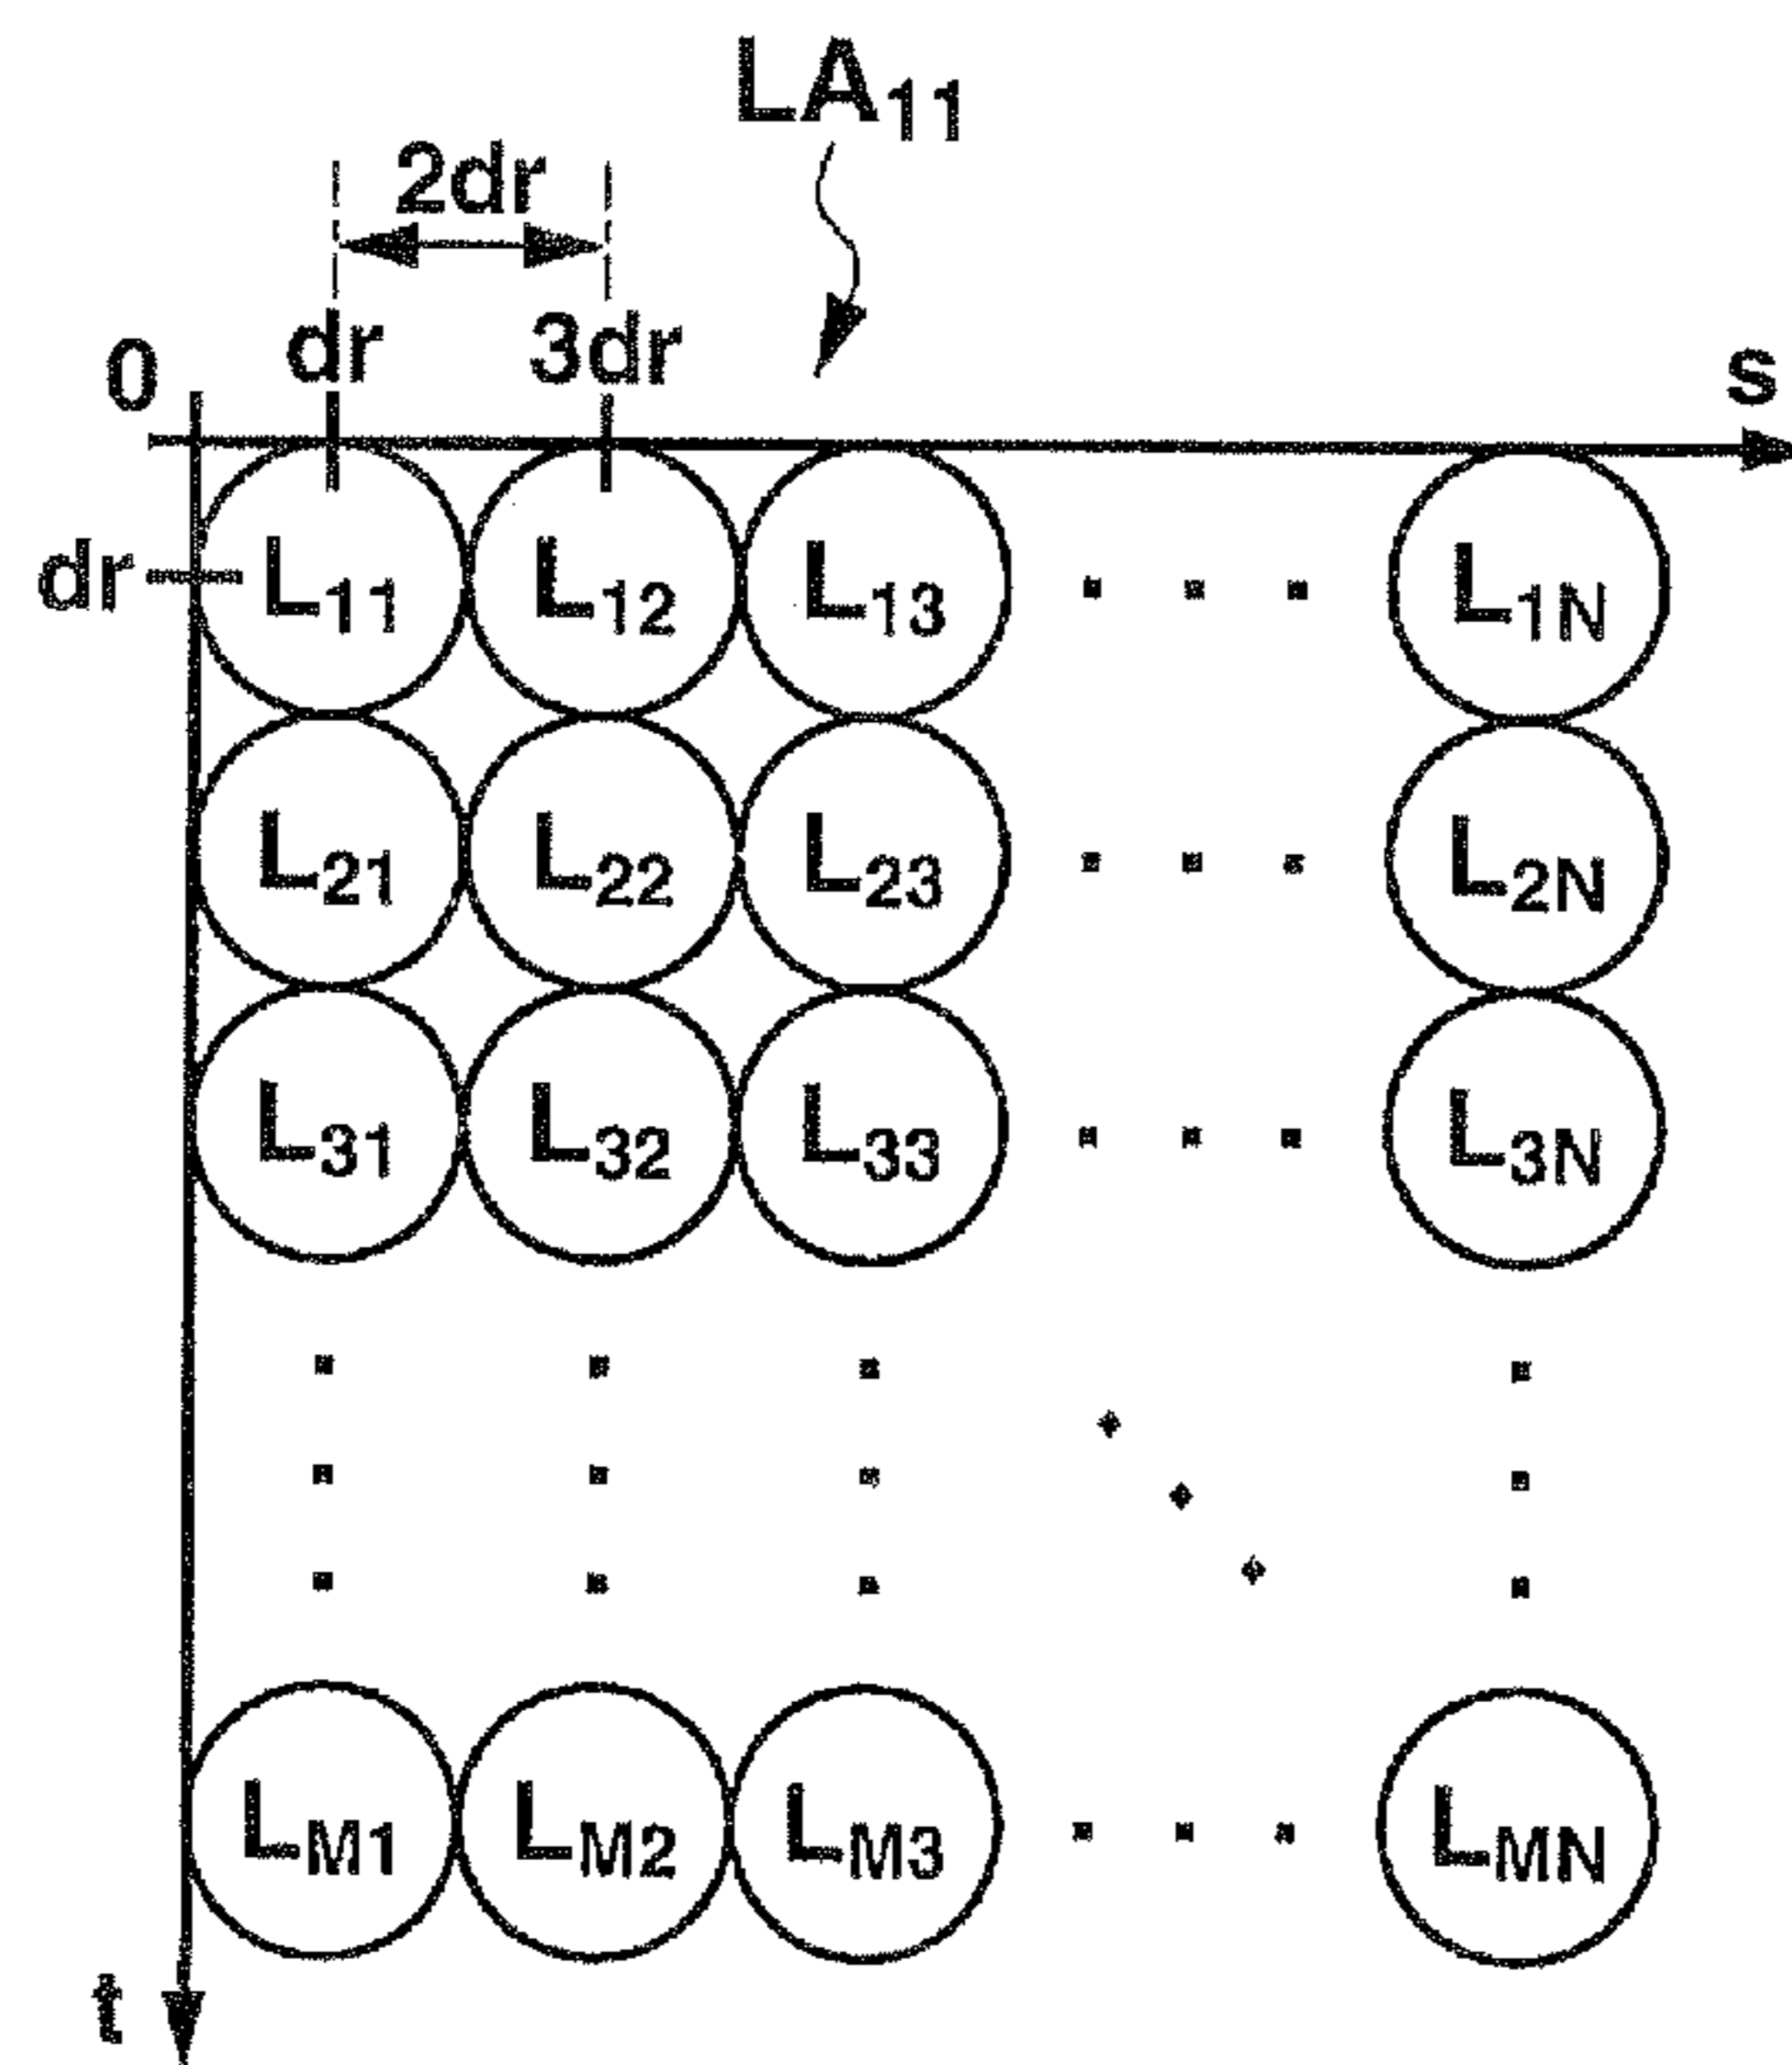 LA11
2dr
dr 3dr
0 s
dr L11 L12 L13 . . . L1N
L21 L22 L23 . . . L2N
L31 L32 L33 . . . L3N
LM1 LM2 LM3 . . . LMN
t